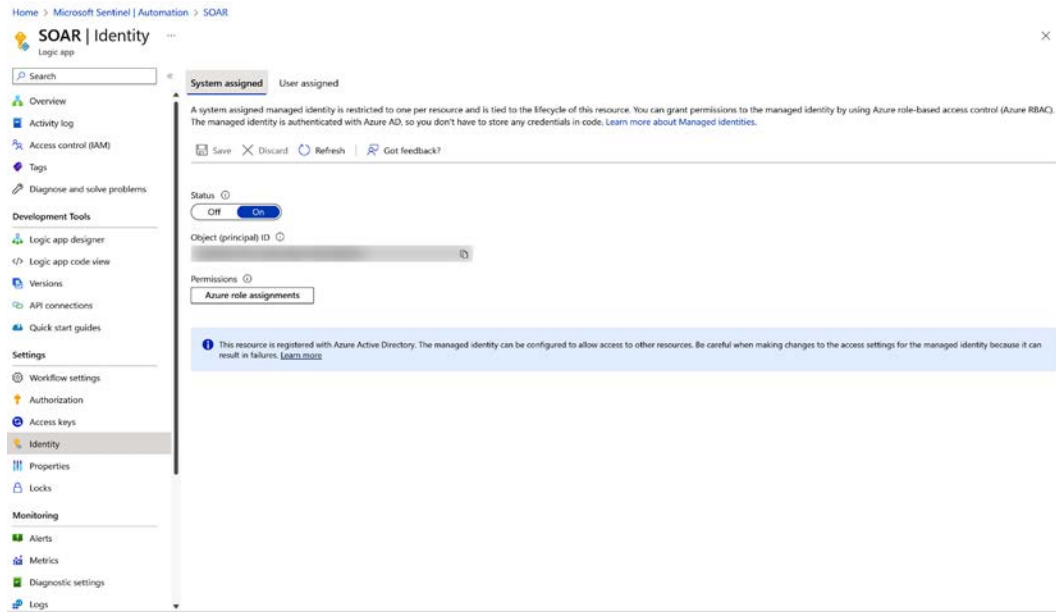 Home > Microsoft Sentinel | Automation > SOAR
SOAR | Identity ...
Logic app
Search
System assigned User assigned
Overview
Activity log
Access control (IAM)
Tags
Diagnose and solve problems
Development Tools
Logic app designer
Logic app code view
Versions
API connections
Quick start guides
Settings
Workflow settings
Authorization
Access keys
Identity
Properties
Locks
Monitoring
Alerts
Metrics
Diagnostic settings
Logs
A system assigned managed identity is restricted to one per resource and is tied to the lifecycle of this resource. You can grant permissions to the managed identity by using Azure role-based access control (Azure RBAC).
The managed identity is authenticated with Azure AD, so you don't have to store any credentials in code. Learn more about Managed identities.
Save Discard Refresh Got feedback?
Status
Off On
Object (principal) ID
Permissions
Azure role assignments
This resource is registered with Azure Active Directory. The managed identity can be configured to allow access to other resources. Be careful when making changes to the access settings for the managed identity because it can
result in failures. Learn more